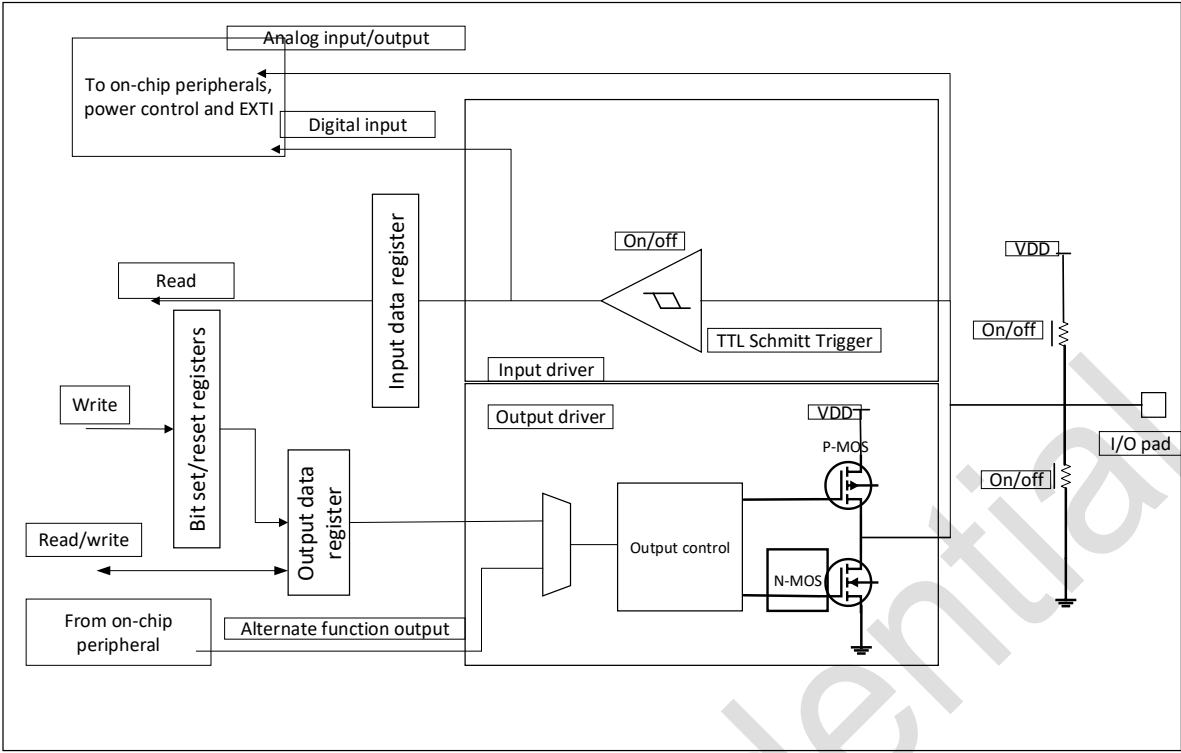 Analog input/output
To on-chip peripherals,
power control and EXTI
Digital input
On/off
Input data register
Read
TTL Schmitt Trigger
VDD
On/off
Input driver
Bit set/reset registers
Write
Output driver
VDD
P-MOS
I/O pad
On/off
Output data
register
Read/write
Output control
N-MOS
From on-chip
peripheral
Alternate function output